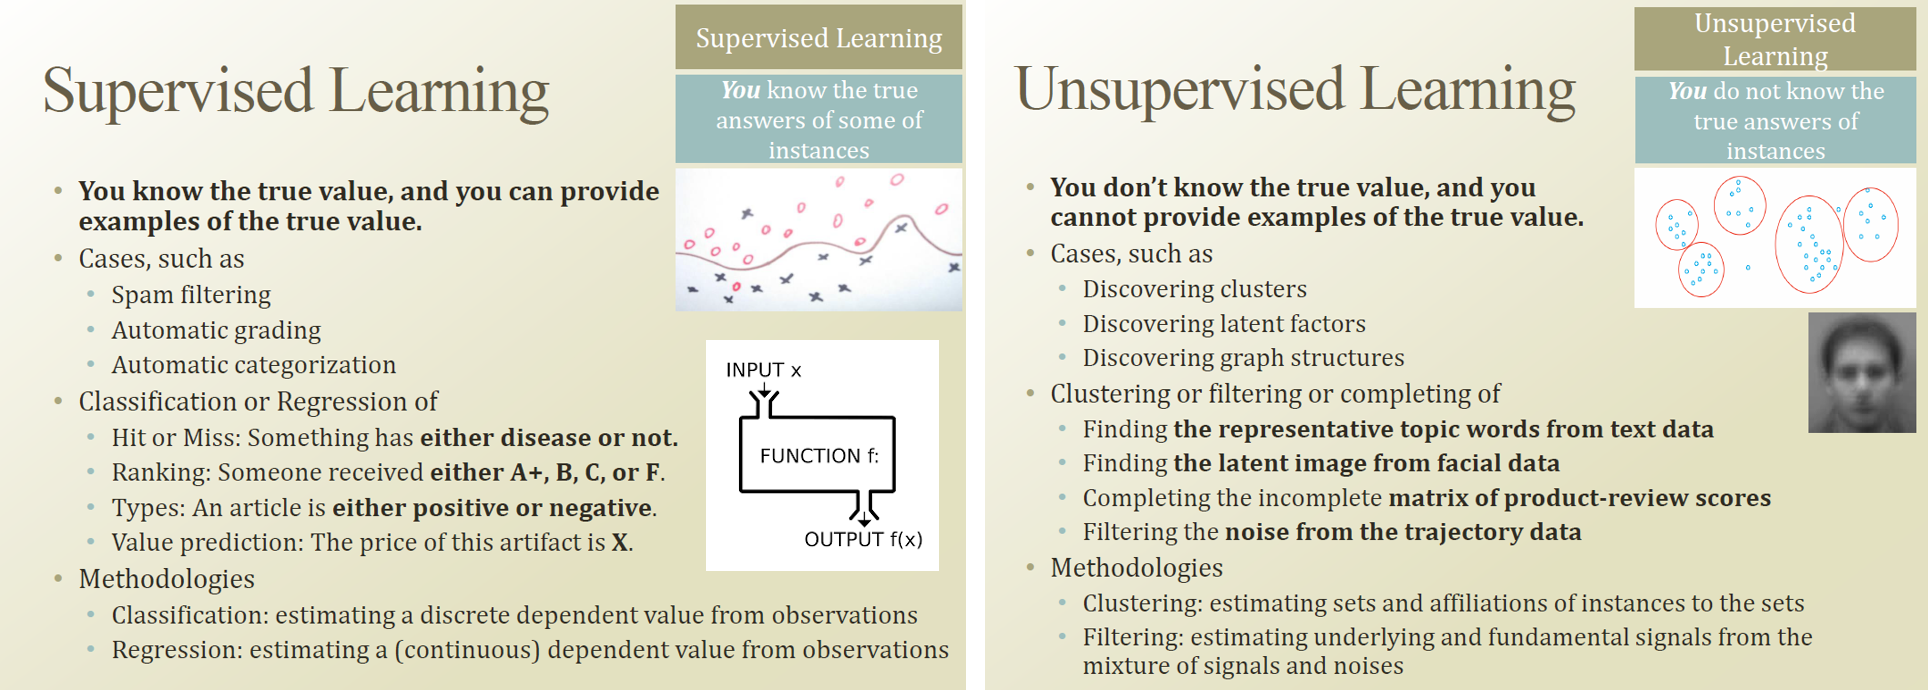 Supervised Learning
Supervised Learning
You know the true
answers of some of
instances
• You know the true value, and you can provide
examples of the true value.
• Cases, such as
• Spam filtering
• Automatic grading
• Automatic categorization
• Classification or Regression of
• Hit or Miss: Something has either disease or not.
• Ranking: Someone received either A+, B, C, or F.
• Types: An article is either positive or negative.
• Value prediction: The price of this artifact is X.
• Methodologies
• Classification: estimating a discrete dependent value from observations
• Regression: estimating a (continuous) dependent value from observations
INPUT x
FUNCTION f:
OUTPUT f(x)
Unsupervised Learning
Unsupervised
Learning
You do not know the
true answers of
instances
• You don’t know the true value, and you
cannot provide examples of the true value.
• Cases, such as
• Discovering clusters
• Discovering latent factors
• Discovering graph structures
• Clustering or filtering or completing of
• Finding the representative topic words from text data
• Finding the latent image from facial data
• Completing the incomplete matrix of product-review scores
• Filtering the noise from the trajectory data
• Methodologies
• Clustering: estimating sets and affiliations of instances to the sets
• Filtering: estimating underlying and fundamental signals from the
mixture of signals and noises